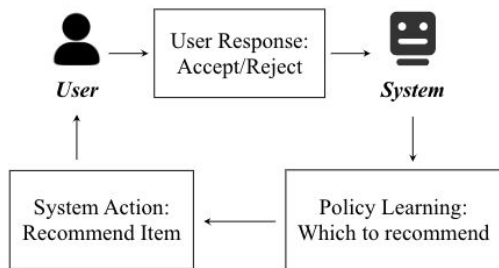 User Response:
Accept/Reject
User
System
System Action:
Recommend Item
Policy Learning:
Which to recommend